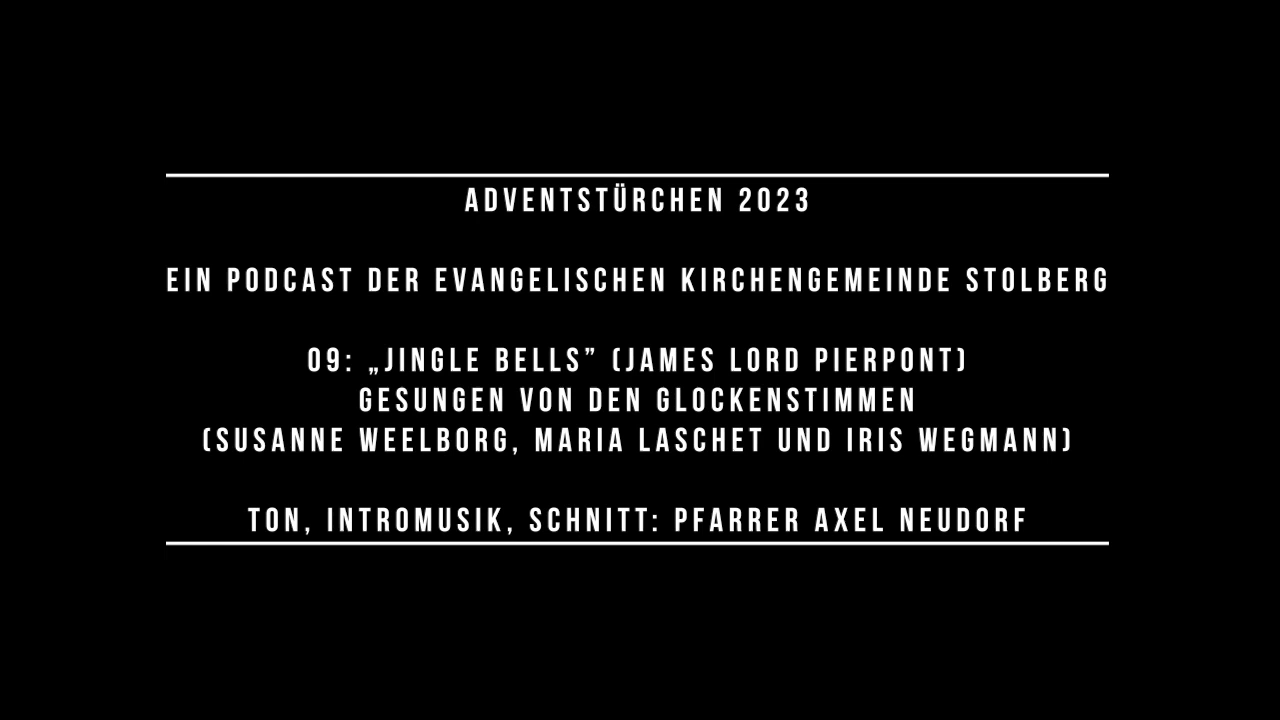 ADVENTSTÜRCHEN 2023
EIN PODCAST DER EVANGELISCHEN KIRCHENGEMEINDE STOLBERG
09: „JINGLE BELLS” (JAMES LORD PIERPONT)
GESUNGEN VON DEN GLOCKENSTIMMEN
(SUSANNE WEELBORG, MARIA LASCHET UND IRIS WEGMANN)
TON, INTROMUSIK, SCHNITT: PFARRER AXEL NEUDORF